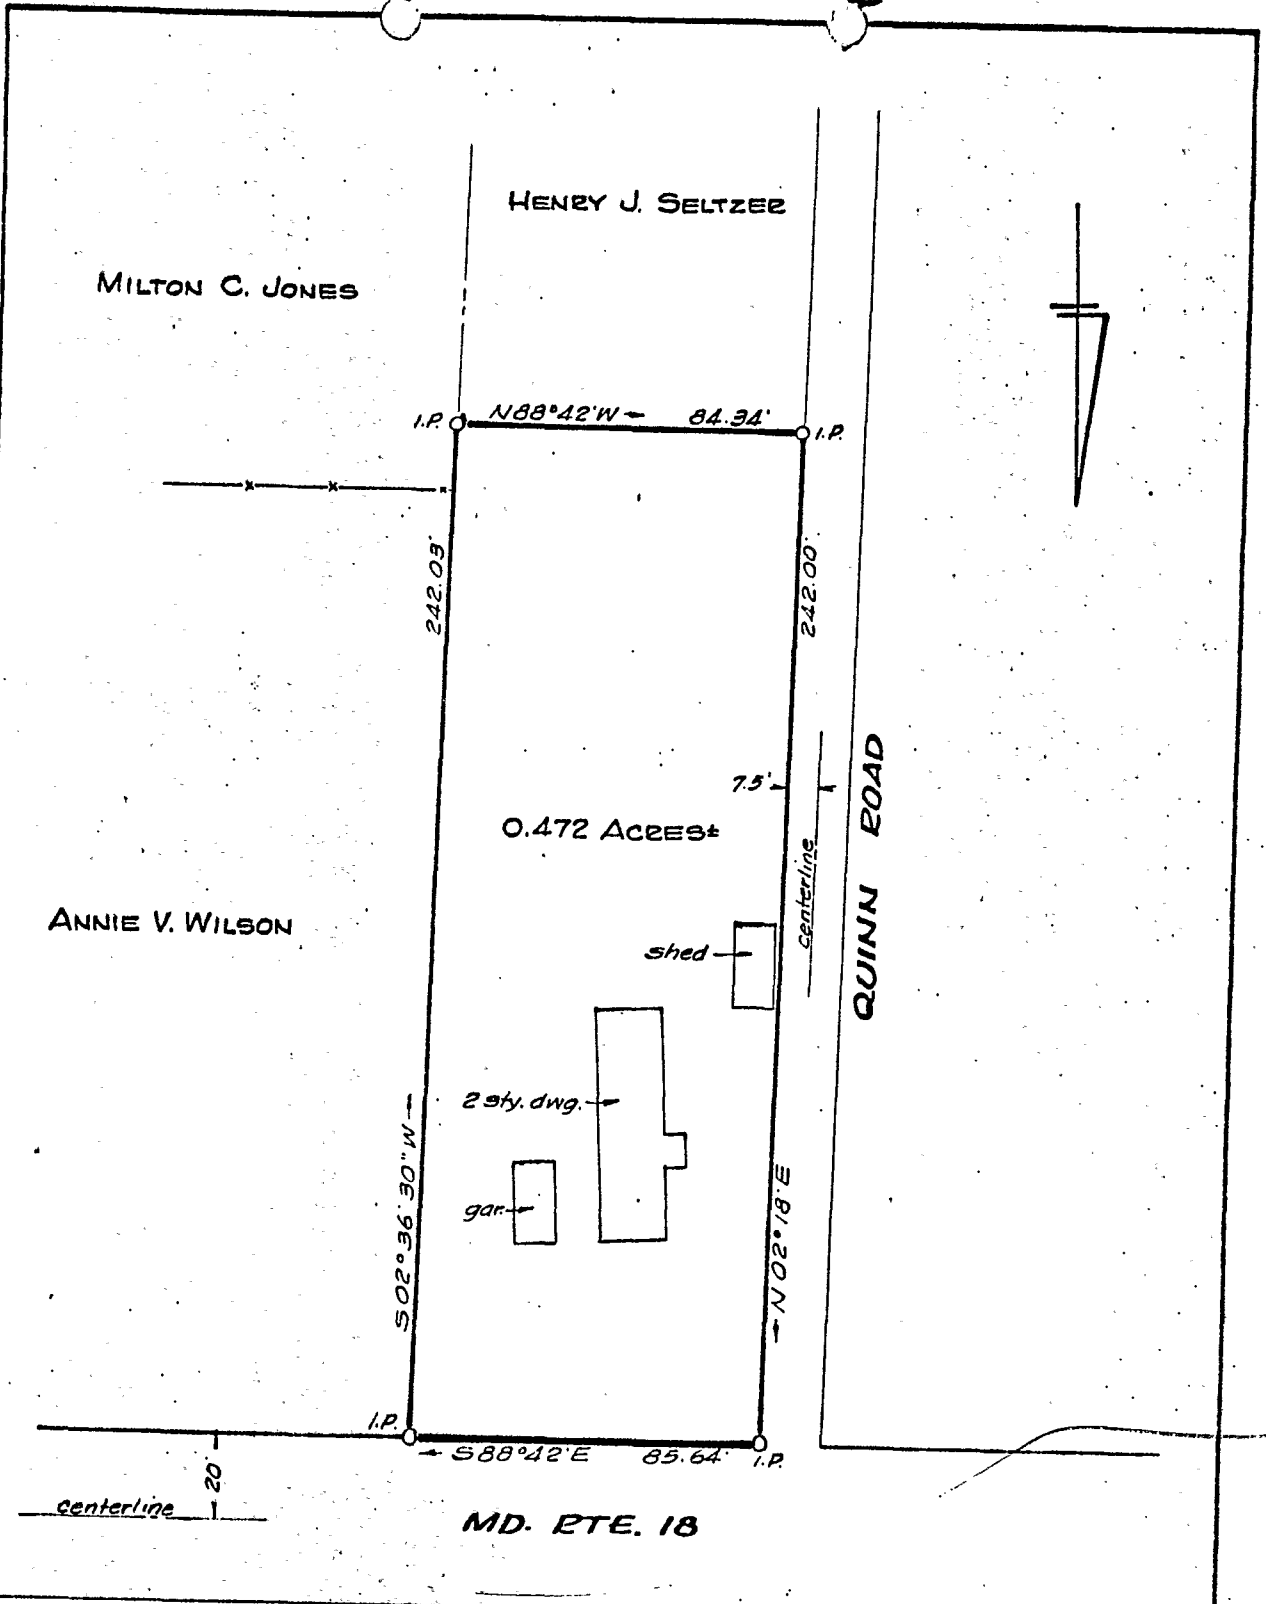 HENRY J. SELTZER
MILTON C. JONES
I.P.
N88°42'W
84.34'
I.P.
242.03'
242.00'
7.5'
0.472 ACRES±
centerline
QUINN ROAD
ANNIE V. WILSON
shed
2 sty. dwg.
gar.
S02°36'30"W
N02°18'E
I.P.
S88°42'E
85.64'
I.P.
20'
centerline
MD. RTE. 18